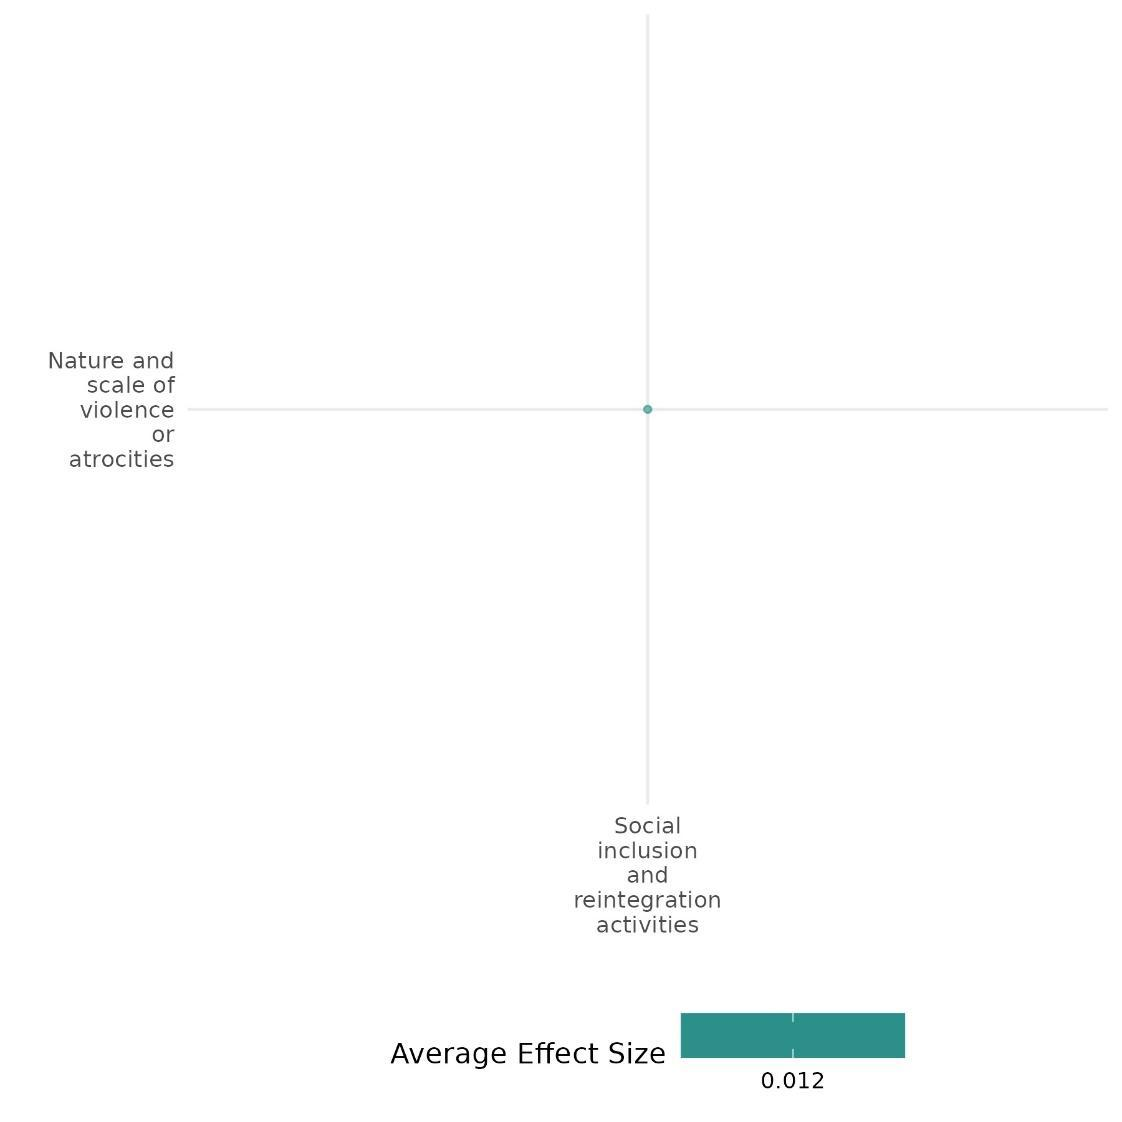 Nature and
scale of
violence
or
atrocities
Social
inclusion
and
reintegration
activities
Average Effect Size
0.012